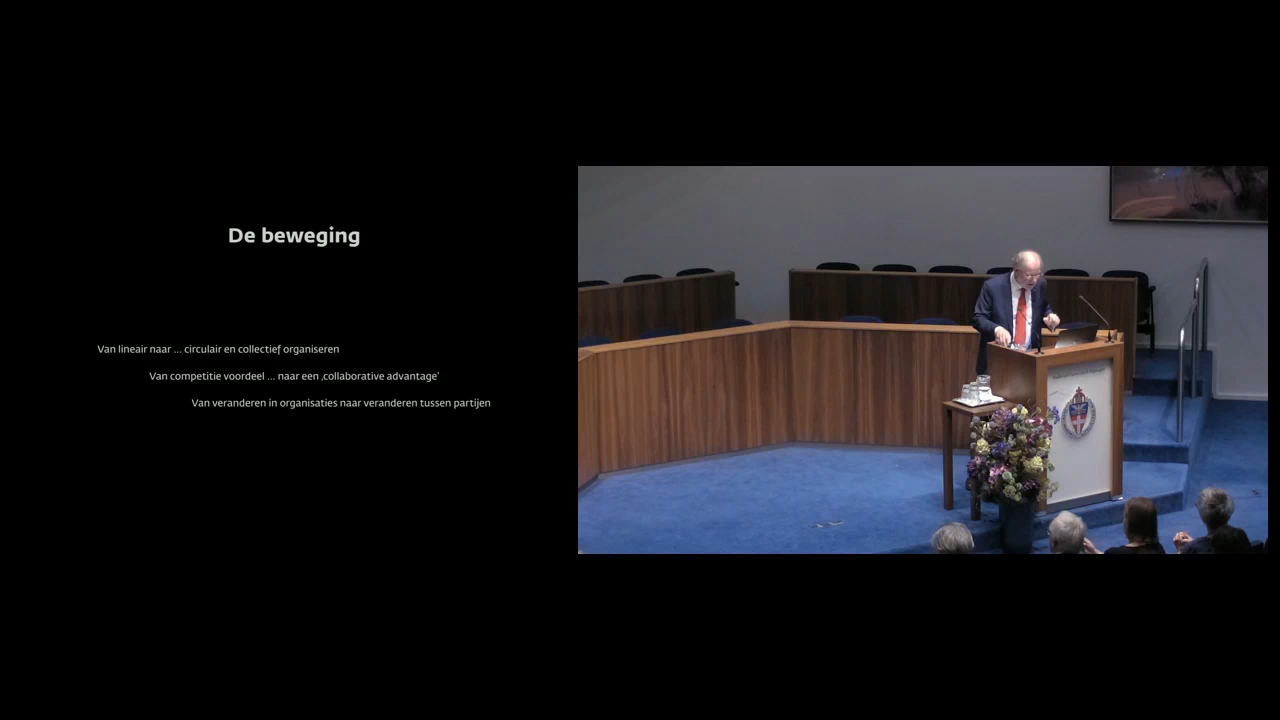 De beweging
Van lineair naar ... circulair en collectief organiseren
Van competitie voordeel ... naar een ‚collaborative advantage’
Van veranderen in organisaties naar veranderen tussen partijen